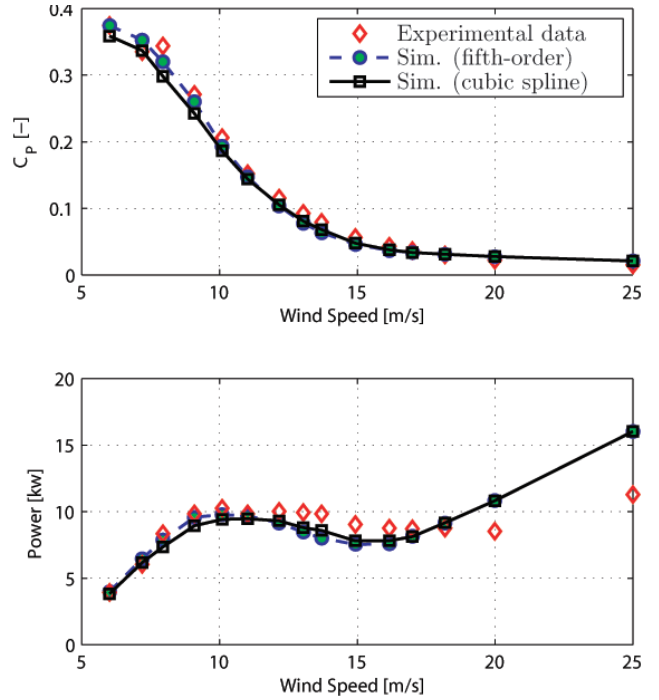 0.4
Experimental data
Sim. (fifth-order)
Sim. (cubic spline)
0.3
0.2
0.1
0
C_P [–]
5 10 15 20 25
Wind Speed [m/s]
20
15
10
5
0
Power [kw]
5 10 15 20 25
Wind Speed [m/s]